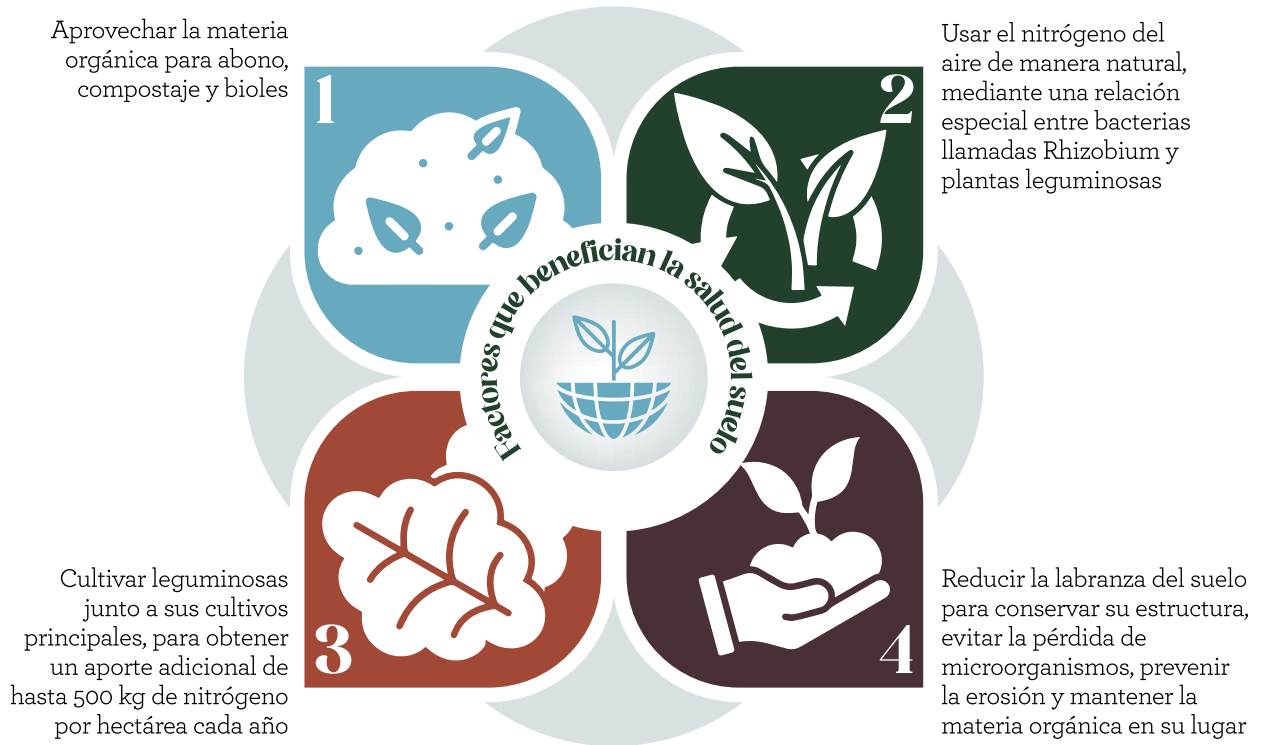 Aprovechar la materia
orgánica para abono,
compostaje y bioles
1
2
Usar el nitrógeno del
aire de manera natural,
mediante una relación
especial entre bacterias
llamadas Rhizobium y
plantas leguminosas
Factores que benefician la salud del suelo
Cultivar leguminosas
junto a sus cultivos
principales, para obtener
un aporte adicional de
hasta 500 kg de nitrógeno
por hectárea cada año
3
4
Reducir la labranza del suelo
para conservar su estructura,
evitar la pérdida de
microorganismos, prevenir
la erosión y mantener la
materia orgánica en su lugar